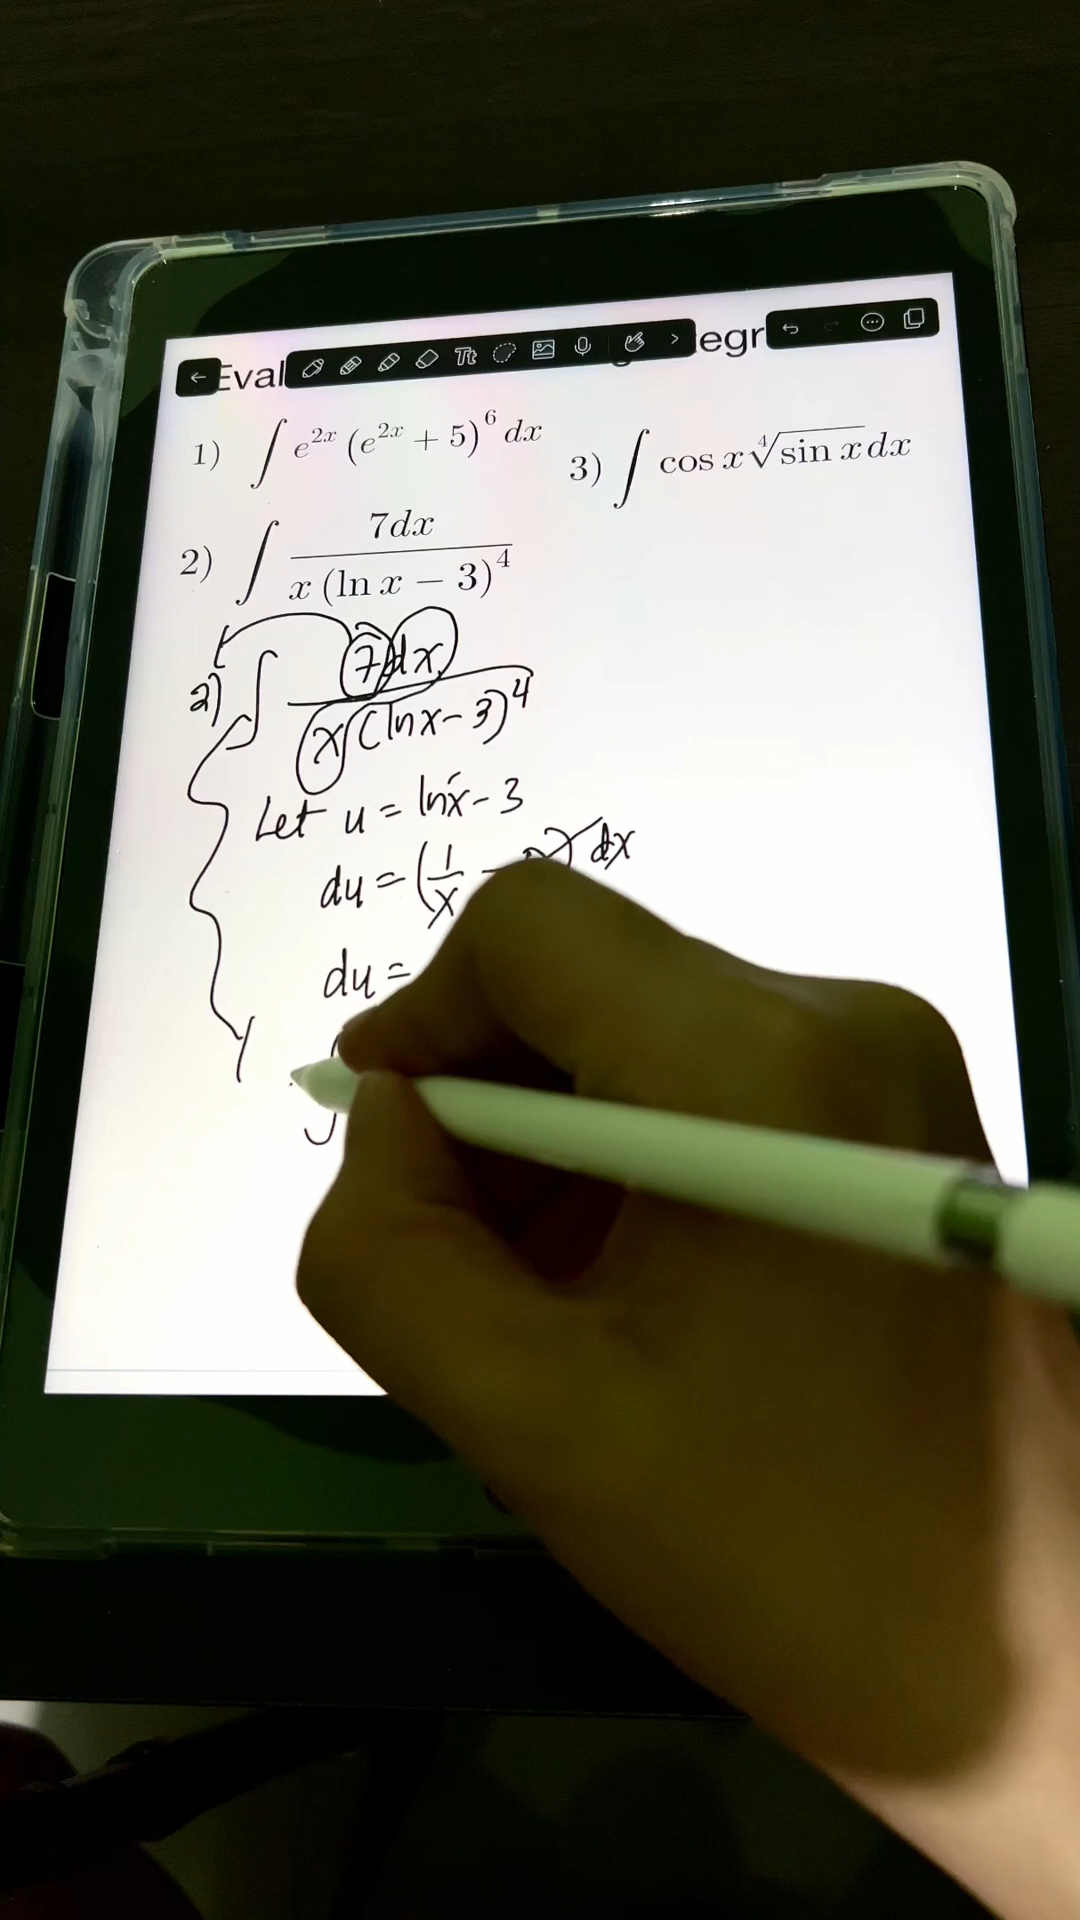 Eval egr
1) ∫ e^{2x} (e^{2x} + 5)^6 dx
3) ∫ cos x ∜(sin x) dx
2) ∫ 7dx / (x (ln x − 3)^4)
2) ∫ 7dx / (x (ln x − 3)^4)
Let u = ln x − 3
du = (1/x − dx
du =
∫